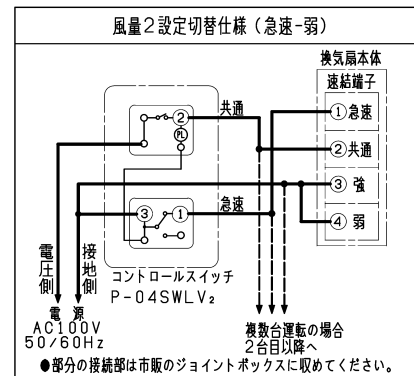 風量2設定切替仕様（急速-弱）
換気扇本体
速結端子
① 急速
② 共通
③ 強
④ 弱
共通
②
PL
急速
③ ①
電圧側
接地側
コントロールスイッチ
P-04SWLV₂
電 源
AC100V
50/60Hz
複数台運転の場合
2台目以降へ
●部分の接続部は市販のジョイントボックスに収めてください。